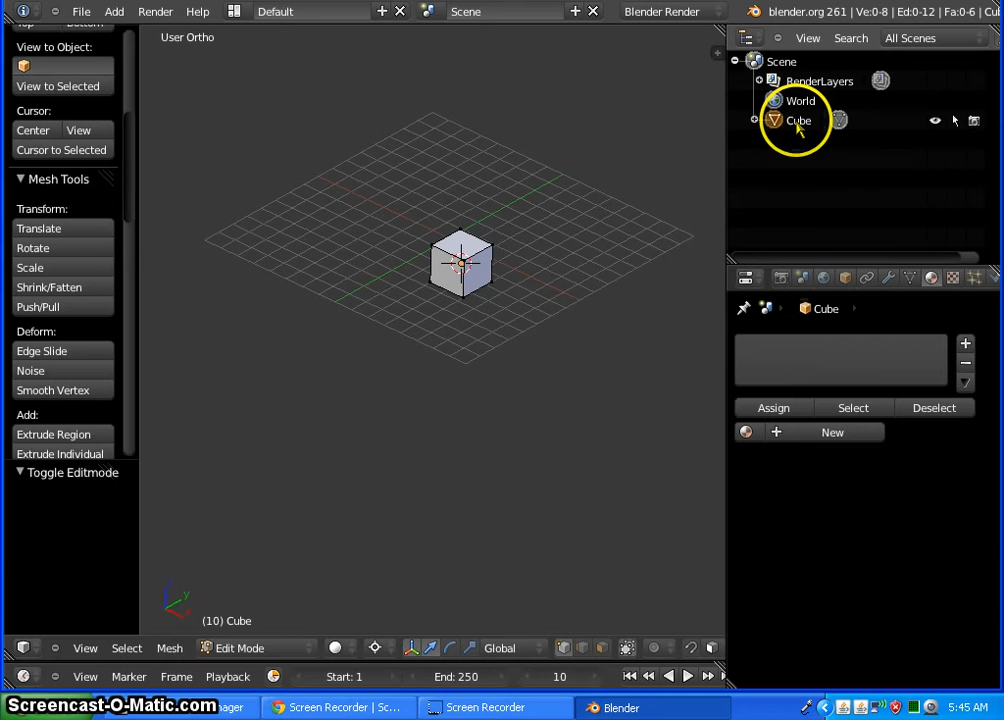 File Add Render Help Default Scene Blender Render blender.org 261 | Ve:0-8 | Ed:0-12 | Fa:0-6 |
View Search All Scenes
User Ortho
View to Object:
View to Selected
Cursor:
Center View
Cursor to Selected
Mesh Tools
Transform:
Translate
Rotate
Scale
Shrink/Fatten
Push/Pull
Deform:
Edge Slide
Noise
Smooth Vertex
Add:
Extrude Region
Extrude Individual
Toggle Editmode
Scene
RenderLayers
World
Cube
Cube
Assign Select Deselect
New
y
(10) Cube
View Select Mesh Edit Mode Global
View Marker Frame Playback Start: 1 End: 250 10
Screencast-O-Matic.com
Screen Recorder | Sc... Screen Recorder Blender 5:45 AM